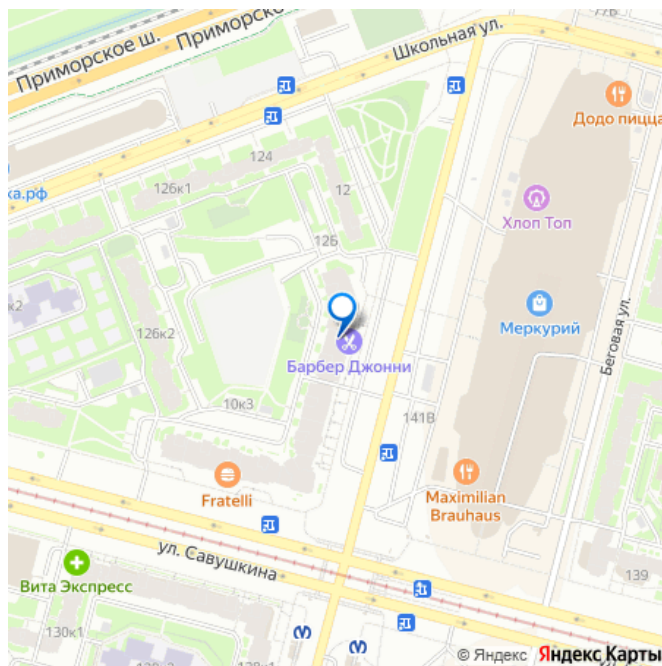 77Б
Приморское ш.
Приморское
Школьная ул.
Додо пицца
124
126к1
12
ка.рф
Хлоп Топ
12Б
к2
126к2
Меркурий
Беговая ул.
Барбер Джонни
10к3
141В
Fratelli
Maximilian
Brauhaus
ул. Савушкина
Вита Экспресс
139
130к1
128к1
© Яндекс Яндекс Карты